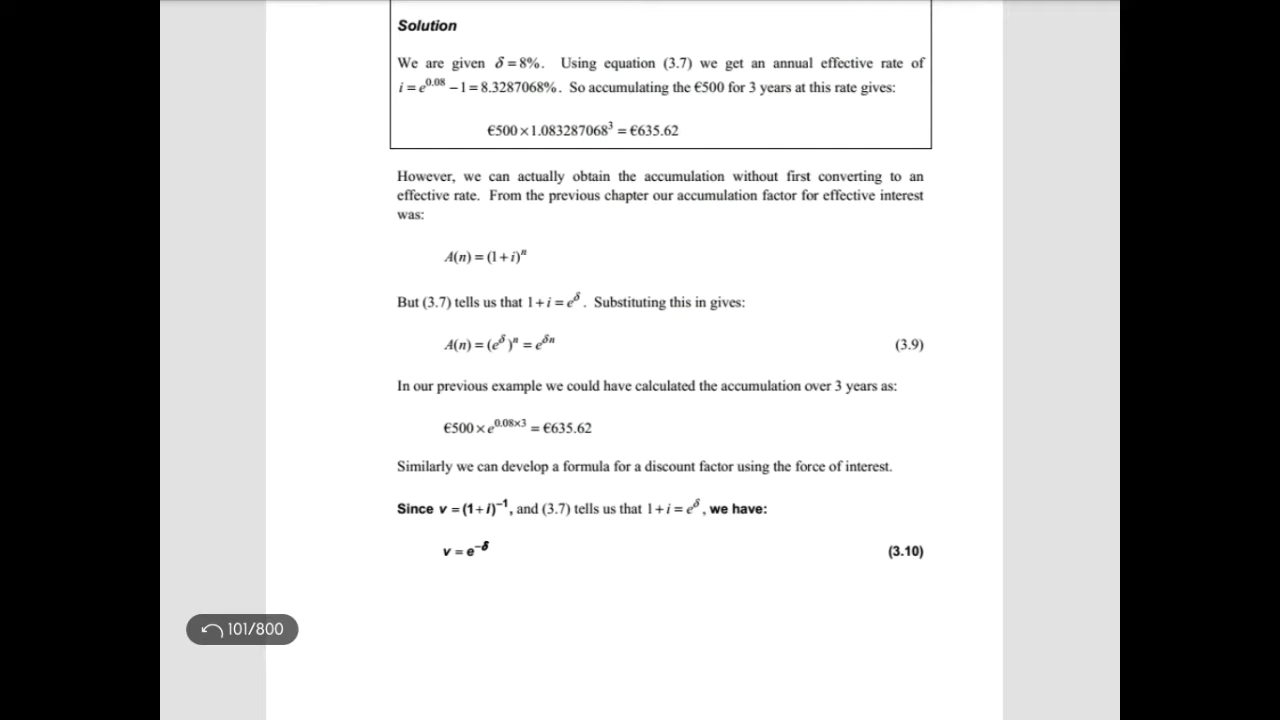 Solution
We are given δ = 8%. Using equation (3.7) we get an annual effective rate of
i = e^0.08 − 1 = 8.3287068%. So accumulating the €500 for 3 years at this rate gives:
€500 × 1.083287068³ = €635.62
However, we can actually obtain the accumulation without first converting to an
effective rate. From the previous chapter our accumulation factor for effective interest
was:
A(n) = (1 + i)^n
But (3.7) tells us that 1 + i = e^δ. Substituting this in gives:
A(n) = (e^δ)^n = e^δn (3.9)
In our previous example we could have calculated the accumulation over 3 years as:
€500 × e^0.08×3 = €635.62
Similarly we can develop a formula for a discount factor using the force of interest.
Since v = (1 + i)^−1, and (3.7) tells us that 1 + i = e^δ, we have:
v = e^−δ (3.10)
101/800